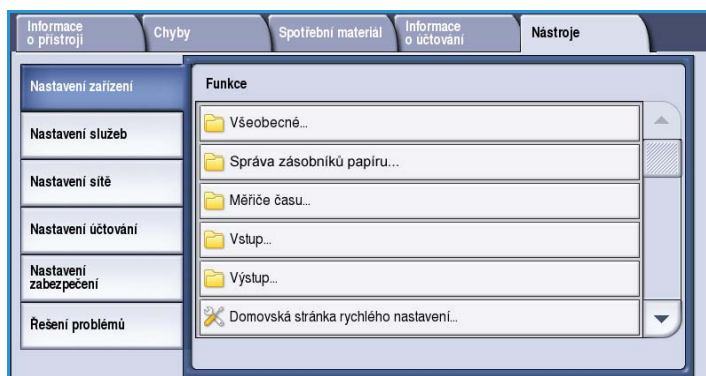 Informace
o přístroji
Chyby
Spotřební materiál
Informace
o účtování
Nástroje
Nastavení zařízení
Nastavení služeb
Nastavení sítě
Nastavení účtování
Nastavení
zabezpečení
Řešení problémů
Funkce
Všeobecné...
Správa zásobníků papíru...
Měřiče času...
Vstup...
Výstup...
Domovská stránka rychlého nastavení...